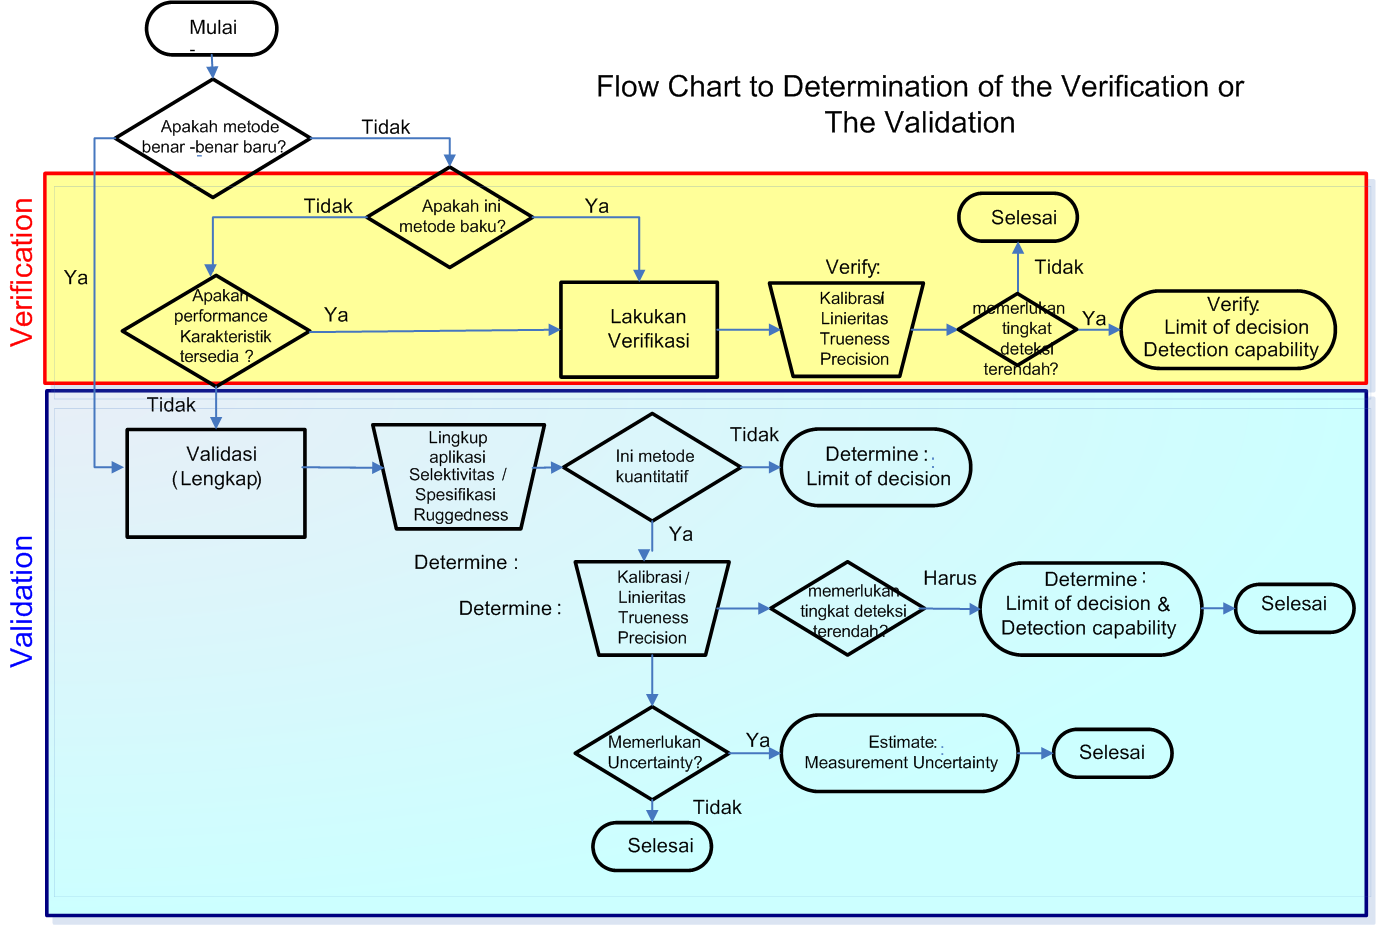 Mulai
-
Flow Chart to Determination of the Verification or
The Validation
Apakah metode
benar -benar baru?
Tidak
Ya
Verification
Tidak
Apakah ini
metode baku?
Ya
Apakah
performance
Karakteristik
tersedia ?
Ya
Lakukan
Verifikasi
Verify:
Kalibrasi
Linieritas
Trueness
Precision
Selesai
Tidak
memerlukan
tingkat
deteksi
terendah?
Ya
Verify:
Limit of decision
Detection capability
Tidak
Validation
Validasi
(Lengkap)
Lingkup
aplikasi
Selektivitas /
Spesifikasi
Ruggedness
Ini metode
kuantitatif
Tidak
Determine :
Limit of decision
Ya
Determine :
Determine :
Kalibrasi /
Linieritas
Trueness
Precision
memerlukan
tingkat deteksi
terendah?
Harus
Determine :
Limit of decision &
Detection capability
Selesai
Memerlukan
Uncertainty?
Ya
Estimate:
Measurement Uncertainty
Selesai
Tidak
Selesai